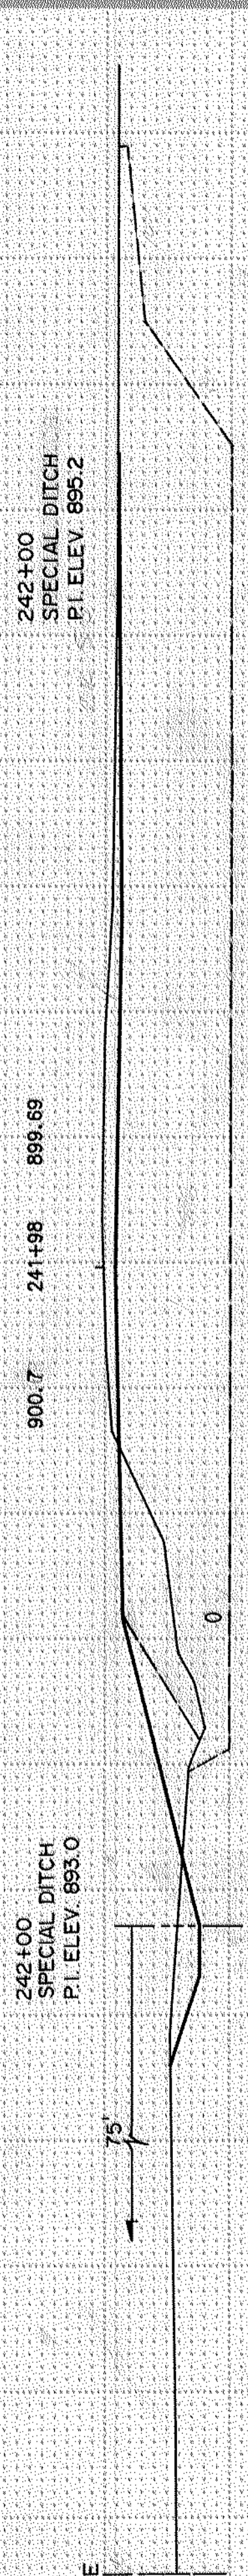 242+00
SPECIAL DITCH
P.I. ELEV. 893.0
900.7 241+98 899.69
242+00
SPECIAL DITCH
P.I. ELEV. 895.2
75'
0
E